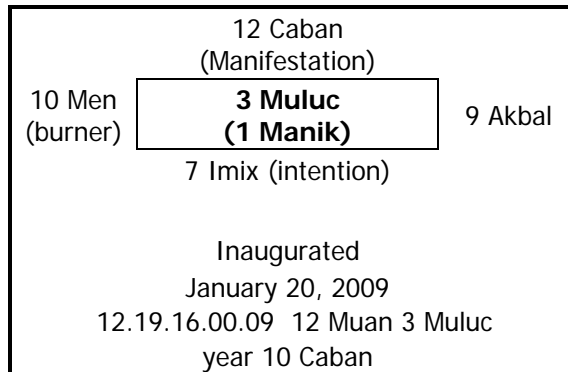 12 Caban
(Manifestation)
10 Men
(burner)
3 Muluc
(1 Manik)
9 Akbal
7 Imix (intention)
Inaugurated
January 20, 2009
12.19.16.00.09 12 Muan 3 Muluc
year 10 Caban